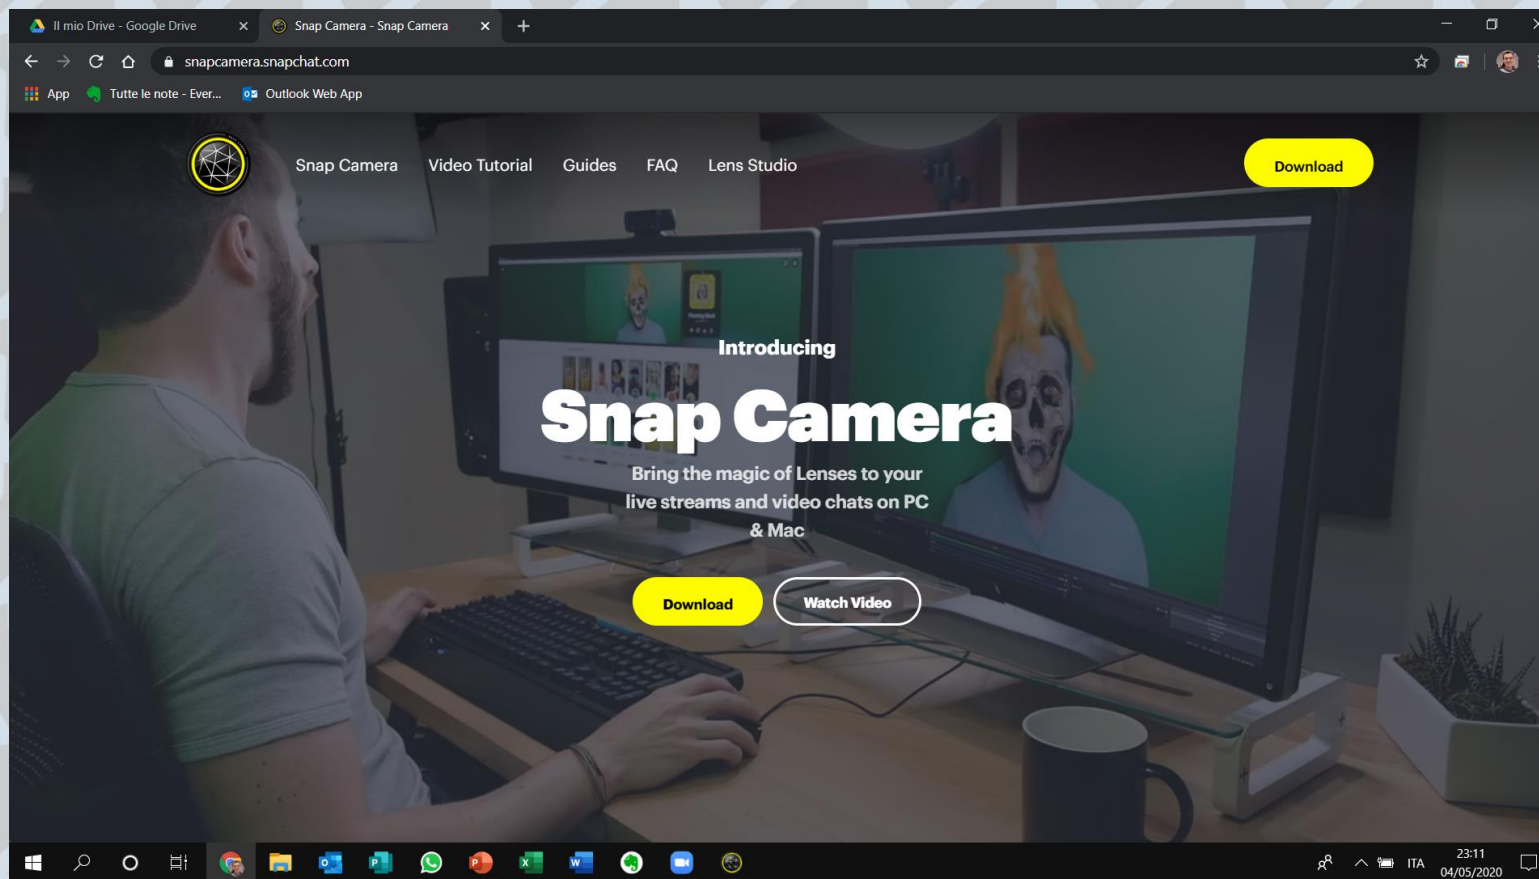 Il mio Drive - Google Drive
Snap Camera - Snap Camera
snapcamera.snapchat.com
App
Tutte le note - Ever...
Outlook Web App
Snap Camera
Video Tutorial
Guides
FAQ
Lens Studio
Download
Introducing
Snap Camera
Bring the magic of Lenses to your
live streams and video chats on PC
& Mac
Download
Watch Video
ITA
23:11
04/05/2020